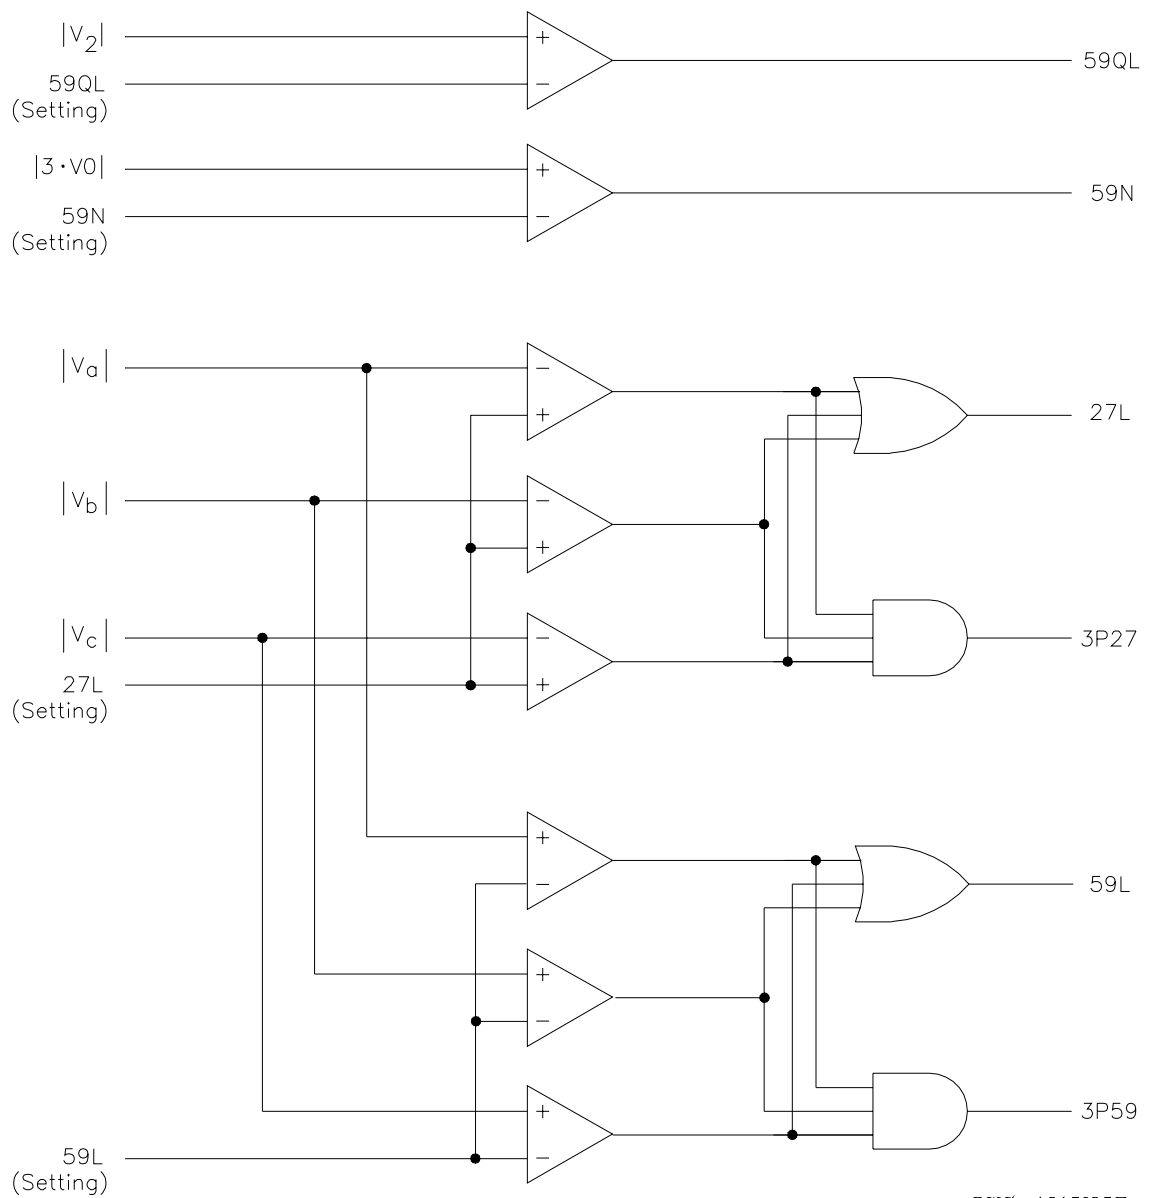 |V2|
59QL
(Setting)
+
−
59QL
|3·V0|
59N
(Setting)
+
−
59N
|Va|
−
+
27L
|Vb|
−
+
|Vc|
27L
(Setting)
−
+
3P27
+
−
59L
+
−
59L
(Setting)
+
−
3P59